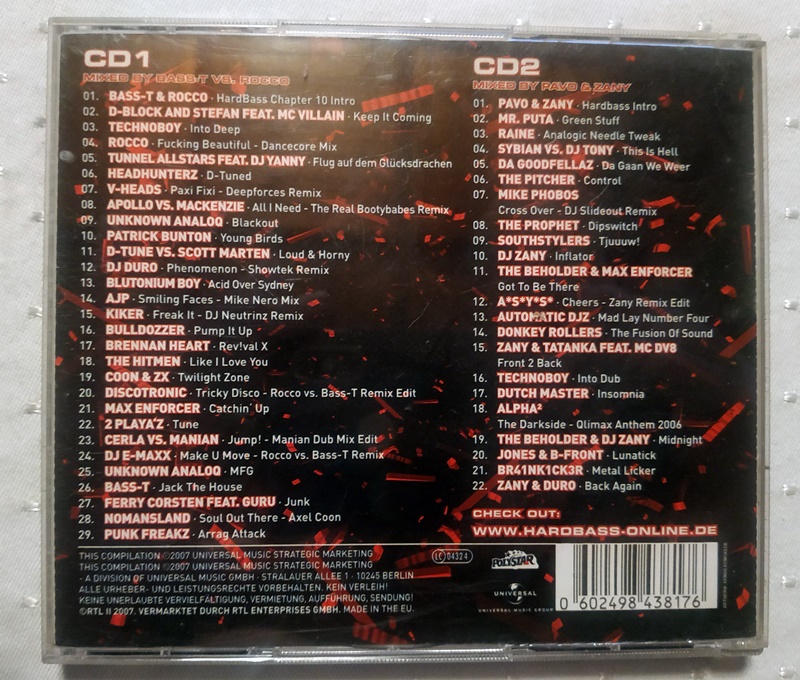 CD 1
MIXED BY BASS-T VS. ROCCO
01. BASS-T & ROCCO · HardBass Chapter 10 Intro
02. D-BLOCK AND STEFAN FEAT. MC VILLAIN · Keep It Coming
03. TECHNOBOY · Into Deep
04. ROCCO · Fucking Beautiful - Dancecore Mix
05. TUNNEL ALLSTARS FEAT. DJ YANNY · Flug auf dem Glücksdrachen
06. HEADHUNTERZ · D-Tuned
07. V-HEADS · Paxi Fixi - Deepforces Remix
08. APOLLO VS. MACKENZIE · All I Need - The Real Bootybabes Remix
09. UNKNOWN ANALOQ · Blackout
10. PATRICK BUNTON · Young Birds
11. D-TUNE VS. SCOTT MARTEN · Loud & Horny
12. DJ DURO · Phenomenon - Showtek Remix
13. BLUTONIUM BOY · Acid Over Sydney
14. AJP · Smiling Faces - Mike Nero Mix
15. KIKER · Freak It - DJ Neutrinz Remix
16. BULLDOZZER · Pump It Up
17. BRENNAN HEART · Rev!val X
18. THE HITMEN · Like I Love You
19. COON & ZX · Twilight Zone
20. DISCOTRONIC · Tricky Disco - Rocco vs. Bass-T Remix Edit
21. MAX ENFORCER · Catchin' Up
22. 2 PLAYA'Z · Tune
23. CERLA VS. MANIAN · Jump! - Manian Dub Mix Edit
24. DJ E-MAXX · Make U Move - Rocco vs. Bass-T Remix
25. UNKNOWN ANALOQ · MFG
26. BASS-T · Jack The House
27. FERRY CORSTEN FEAT. GURU · Junk
28. NOMANSLAND · Soul Out There - Axel Coon
29. PUNK FREAKZ · Arrag Attack
CD2
MIXED BY PAVO & ZANY
01. PAVO & ZANY · Hardbass Intro
02. MR. PUTA · Green Stuff
03. RAINE · Analogic Needle Tweak
04. SYBIAN VS. DJ TONY · This Is Hell
05. DA GOODFELLAZ · Da Gaan We Weer
06. THE PITCHER · Control
07. MIKE PHOBOS
Cross Over - DJ Slideout Remix
08. THE PROPHET · Dipswitch
09. SOUTHSTYLERS · Tjuuuw!
10. DJ ZANY · Inflator
11. THE BEHOLDER & MAX ENFORCER
Got To Be There
12. A*S*Y*S* · Cheers - Zany Remix Edit
13. AUTOMATIC DJZ · Mad Lay Number Four
14. DONKEY ROLLERS · The Fusion Of Sound
15. ZANY & TATANKA FEAT. MC DV8
Front 2 Back
16. TECHNOBOY · Into Dub
17. DUTCH MASTER · Insomnia
18. ALPHA²
The Darkside - Qlimax Anthem 2006
19. THE BEHOLDER & DJ ZANY · Midnight
20. JONES & B-FRONT · Lunatick
21. BR41NK1CK3R · Metal Licker
22. ZANY & DURO · Back Again
CHECK OUT:
WWW.HARDBASS-ONLINE.DE
THIS COMPILATION ℗2007 UNIVERSAL MUSIC STRATEGIC MARKETING
THIS COMPILATION ©2007 UNIVERSAL MUSIC STRATEGIC MARKETING
- A DIVISION OF UNIVERSAL MUSIC GMBH · STRALAUER ALLEE 1 · 10245 BERLIN
ALLE URHEBER- UND LEISTUNGSRECHTE VORBEHALTEN. KEIN VERLEIH!
KEINE UNERLAUBTE VERVIELFÄLTIGUNG, VERMIETUNG, AUFFÜHRUNG, SENDUNG!
©RTL II 2007. VERMARKTET DURCH RTL ENTERPRISES GMBH. MADE IN THE EU.
LC 04324
POLYSTAR
UNIVERSAL
UNIVERSAL MUSIC GROUP
0 602498 438176